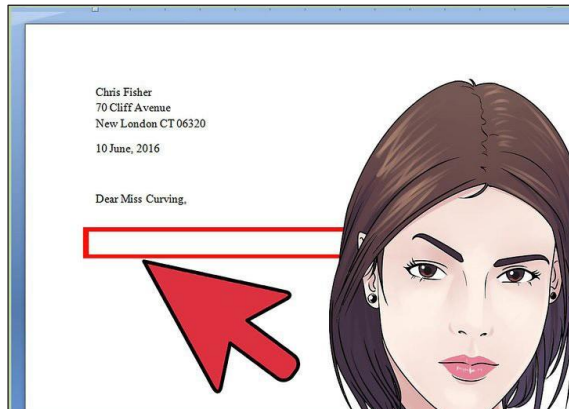 Chris Fisher
70 Cliff Avenue
New London CT 06320
10 June, 2016
Dear Miss Curving,